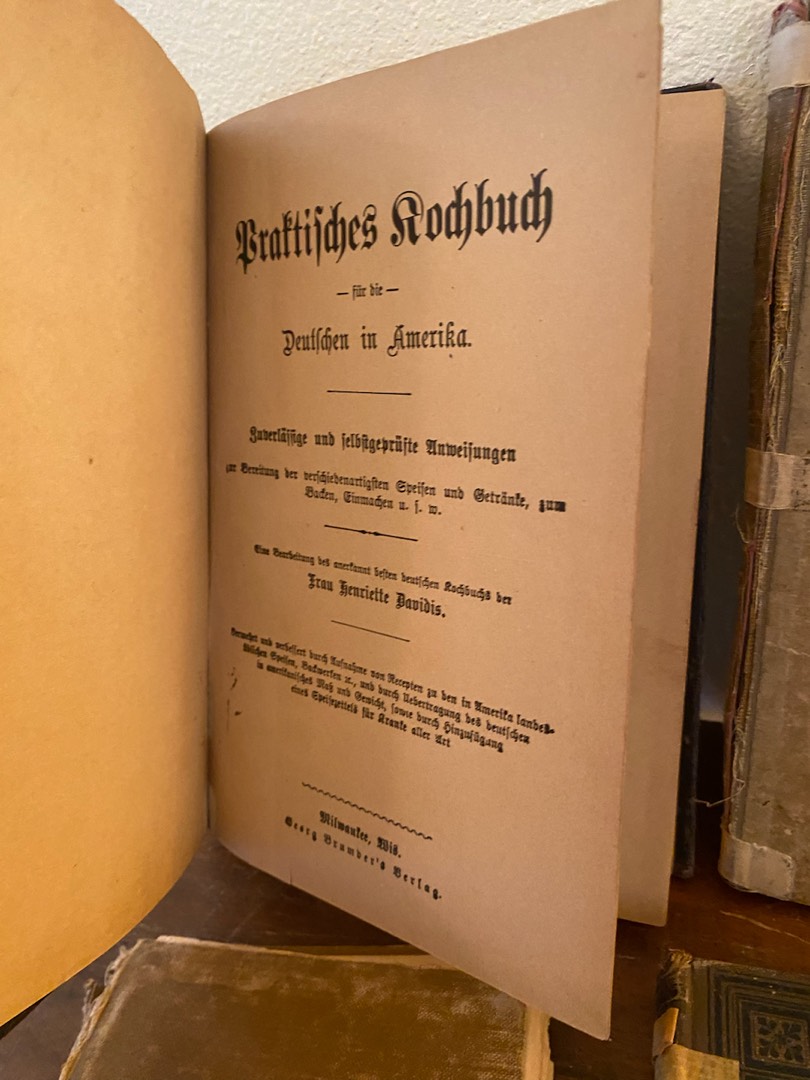 Praktisches Kochbuch
— für die —
Deutschen in Amerika.
Zuverlässige und selbstgeprüfte Anweisungen
zur Bereitung der verschiedenartigsten Speisen und Getränke, zum
Backen, Einmachen u. s. w.
Eine Bearbeitung des anerkannt besten deutschen Kochbuchs der
Frau Henriette Davidis.
Vermehrt und verbessert durch Aufnahme von Recepten zu den in Amerika landes-
üblichen Speisen, Backwerken ꝛc., und durch Uebertragung des deutschen
in amerikanisches Maß und Gewicht, sowie durch Hinzufügung
eines Speisezettels für Kranke aller Art
Milwaukee, Wis.
Georg Brumder's Verlag.